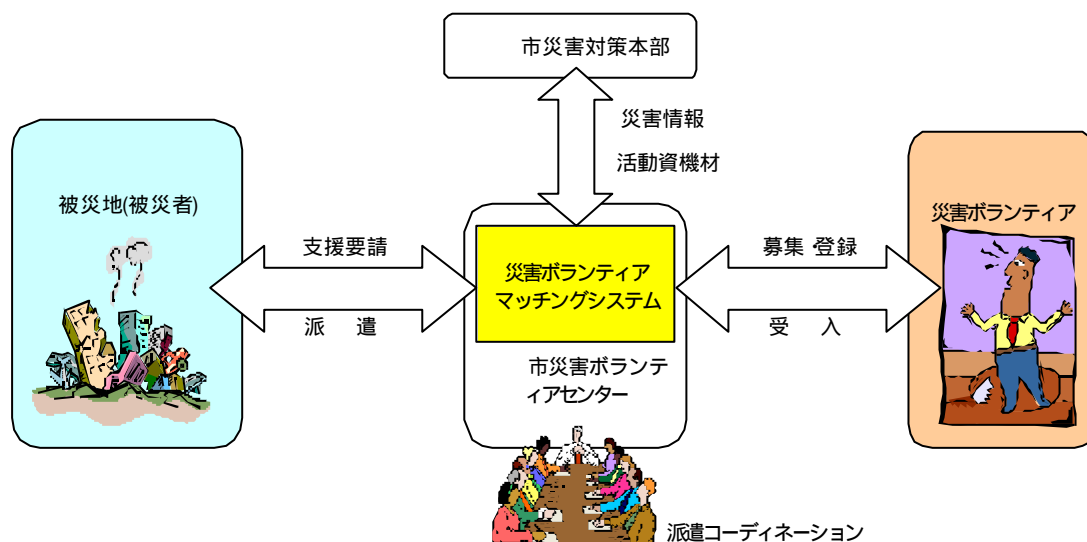 市災害対策本部
災害情報
活動資機材
被災地(被災者)
災害ボランティア
支援要請
派 遣
災害ボランティア
マッチングシステム
募集・登録
受 入
市災害ボランテ
ィアセンター
派遣コーディネーション